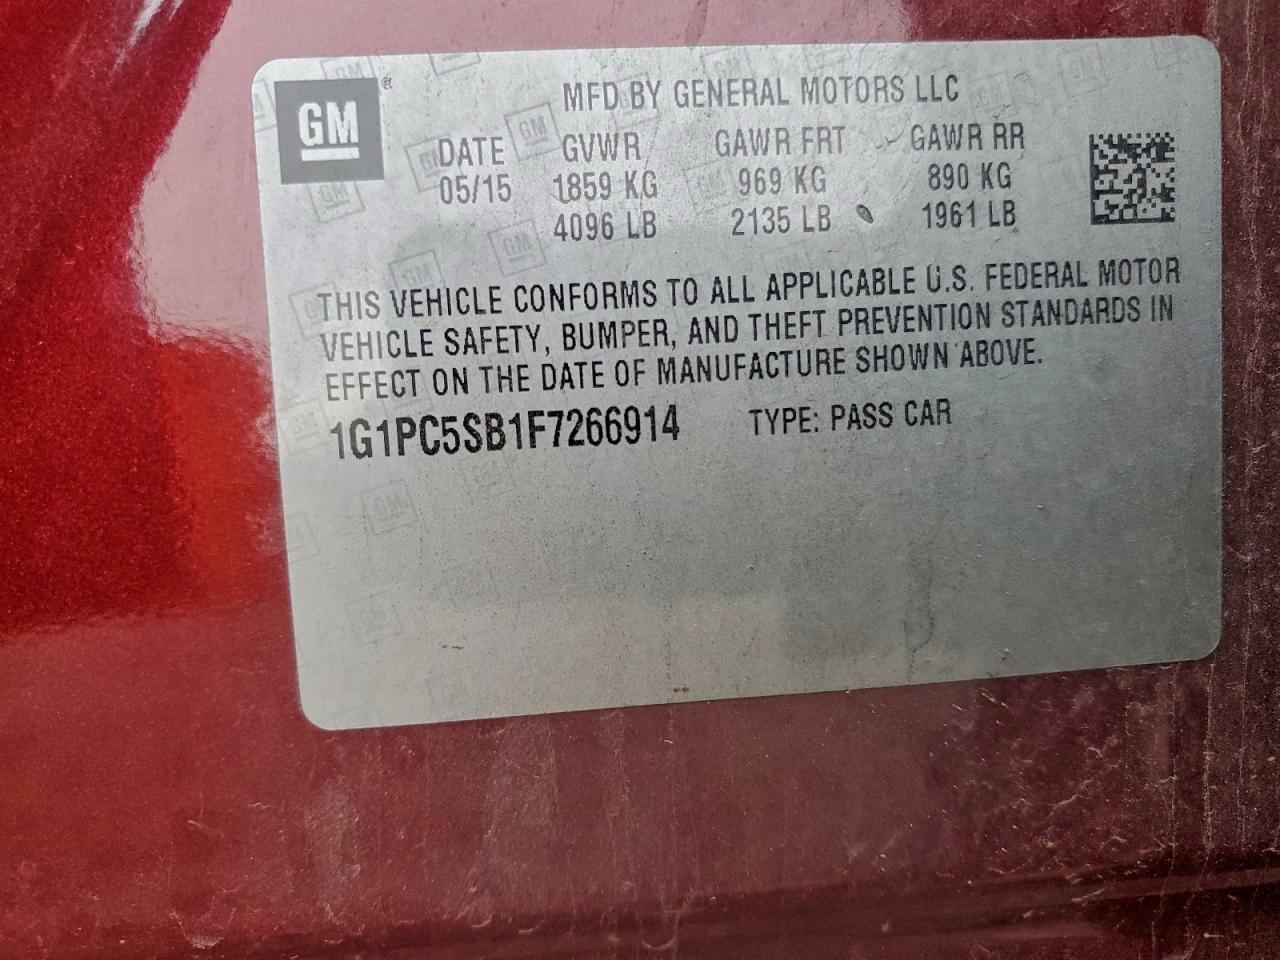 GM ®
MFD BY GENERAL MOTORS LLC
DATE GVWR GAWR FRT GAWR RR
05/15 1859 KG 969 KG 890 KG
4096 LB 2135 LB 1961 LB
THIS VEHICLE CONFORMS TO ALL APPLICABLE U.S. FEDERAL MOTOR
VEHICLE SAFETY, BUMPER, AND THEFT PREVENTION STANDARDS IN
EFFECT ON THE DATE OF MANUFACTURE SHOWN ABOVE.
1G1PC5SB1F7266914 TYPE: PASS CAR